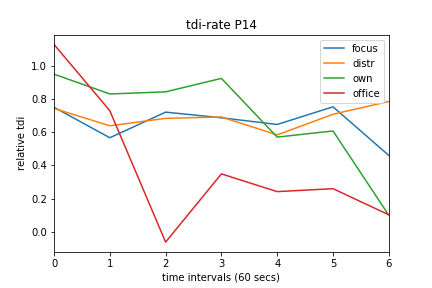 tdi-rate P14
focus
distr
own
office
relative tdi
1.0
0.8
0.6
0.4
0.2
0.0
0 1 2 3 4 5 6
time intervals (60 secs)